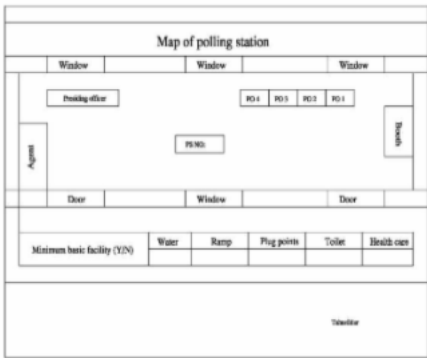 Map of polling station
Window Window Window
Presiding officer PO 4 PO 3 PO 2 PO 1
Booth
Agent
PS NO:
Door Window Door
Minimum basic facility (Y/N) Water Ramp Plug points Toilet Health care